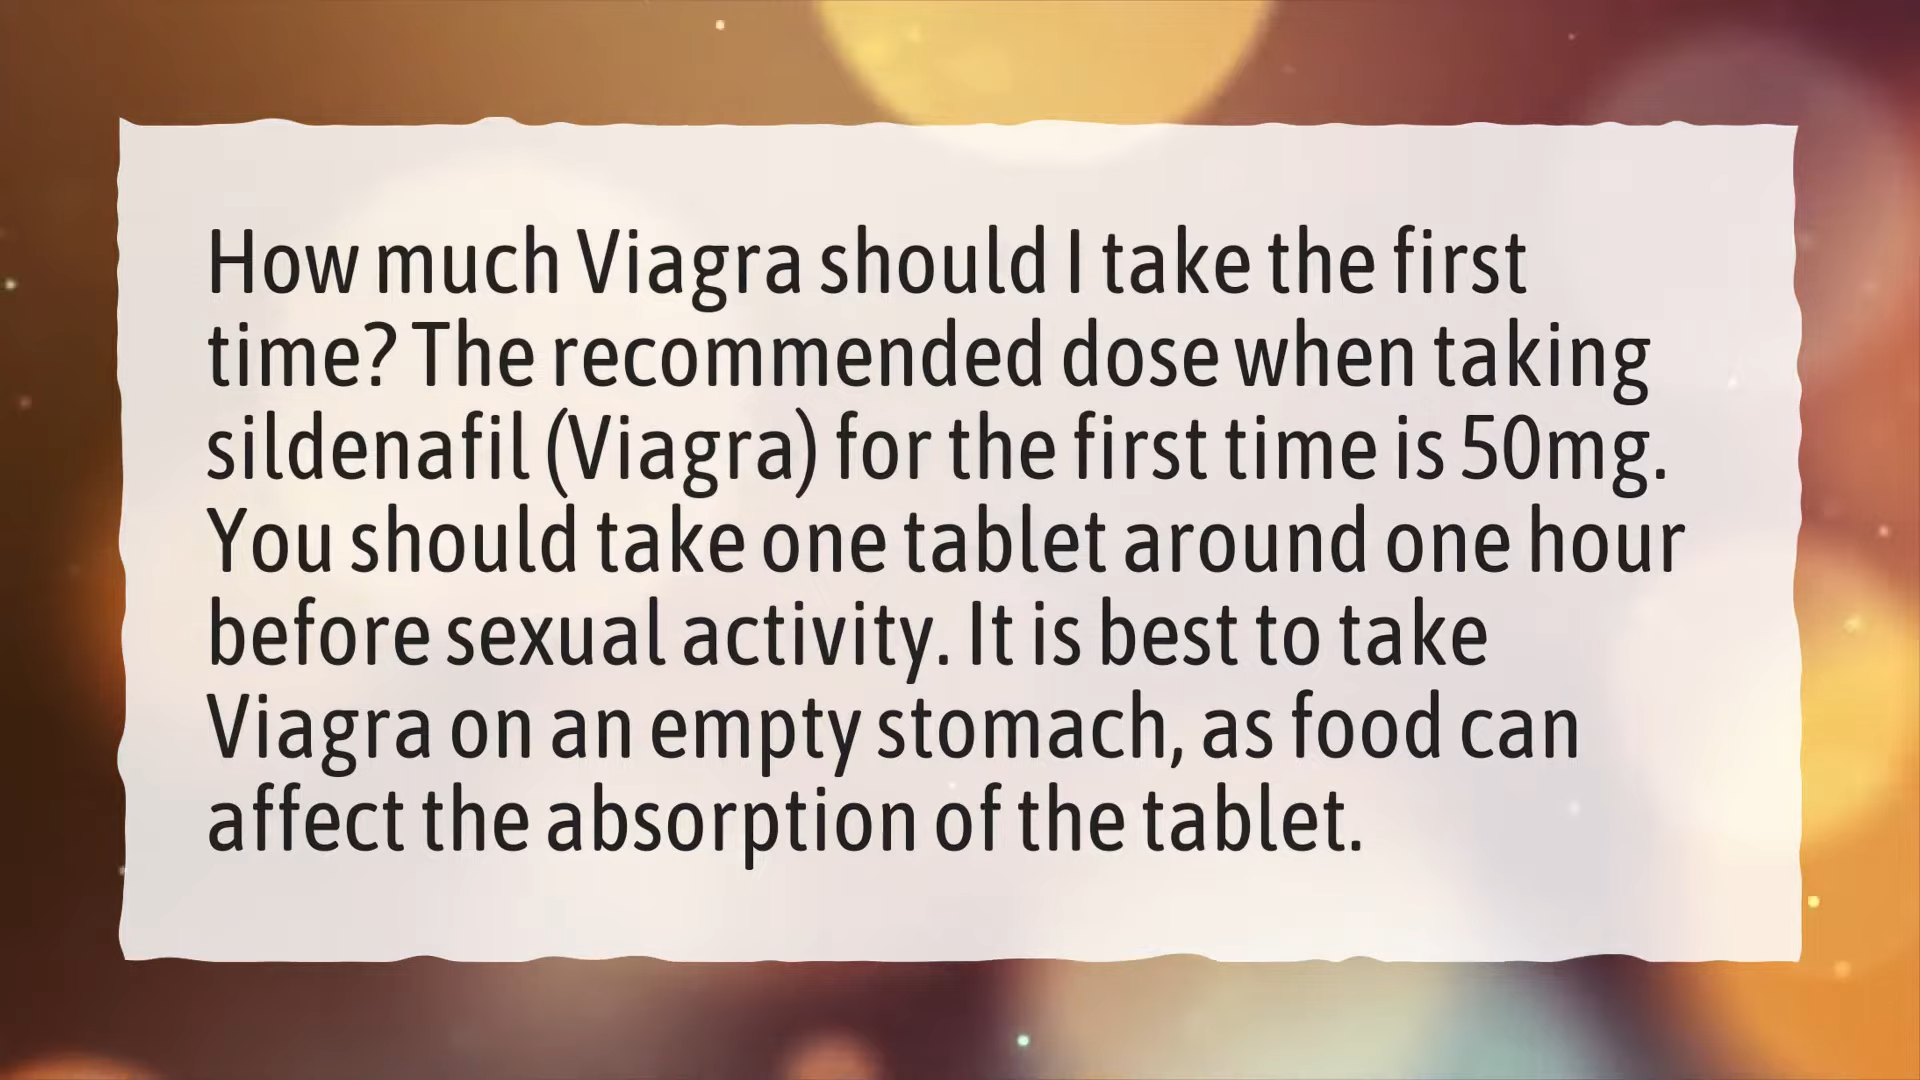 How much Viagra should I take the first
time? The recommended dose when taking
sildenafil (Viagra) for the first time is 50mg.
You should take one tablet around one hour
before sexual activity. It is best to take
Viagra on an empty stomach, as food can
affect the absorption of the tablet.